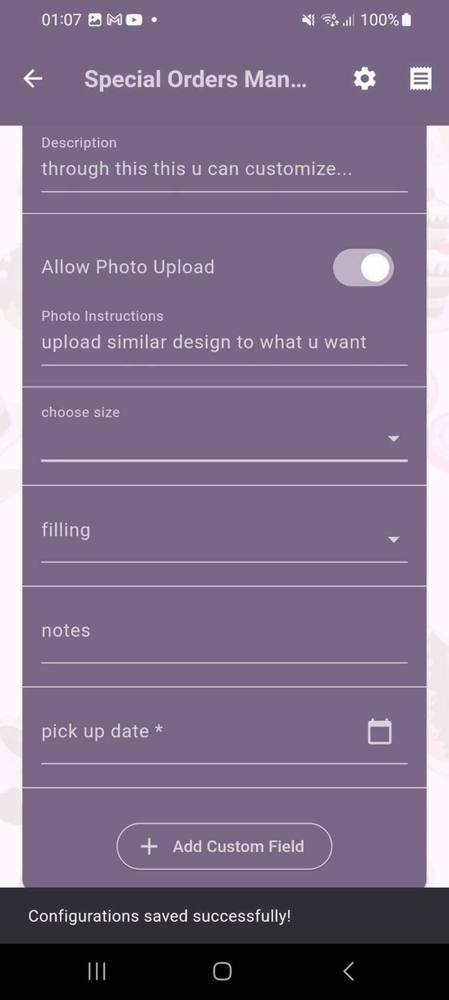 01:07 100%
Special Orders Man...
Description
through this this u can customize...
Allow Photo Upload
Photo Instructions
upload similar design to what u want
choose size
filling
notes
pick up date *
Add Custom Field
Configurations saved successfully!